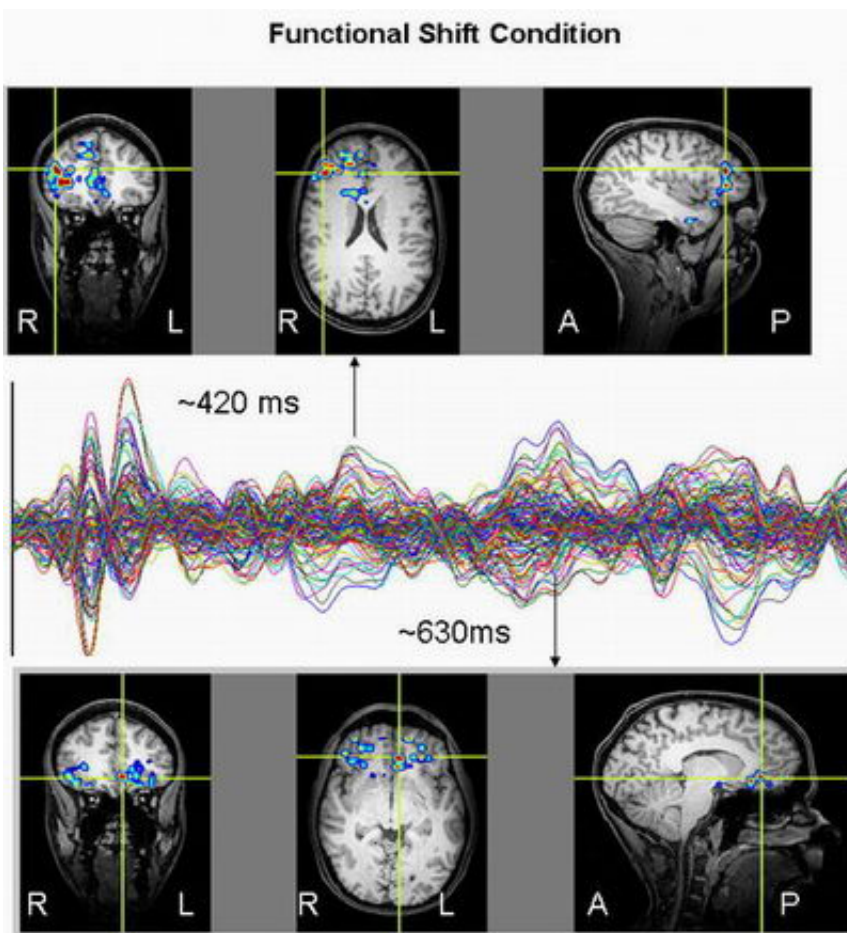 Functional Shift Condition
R L R L A P
~420 ms
~630ms
R L R L A P